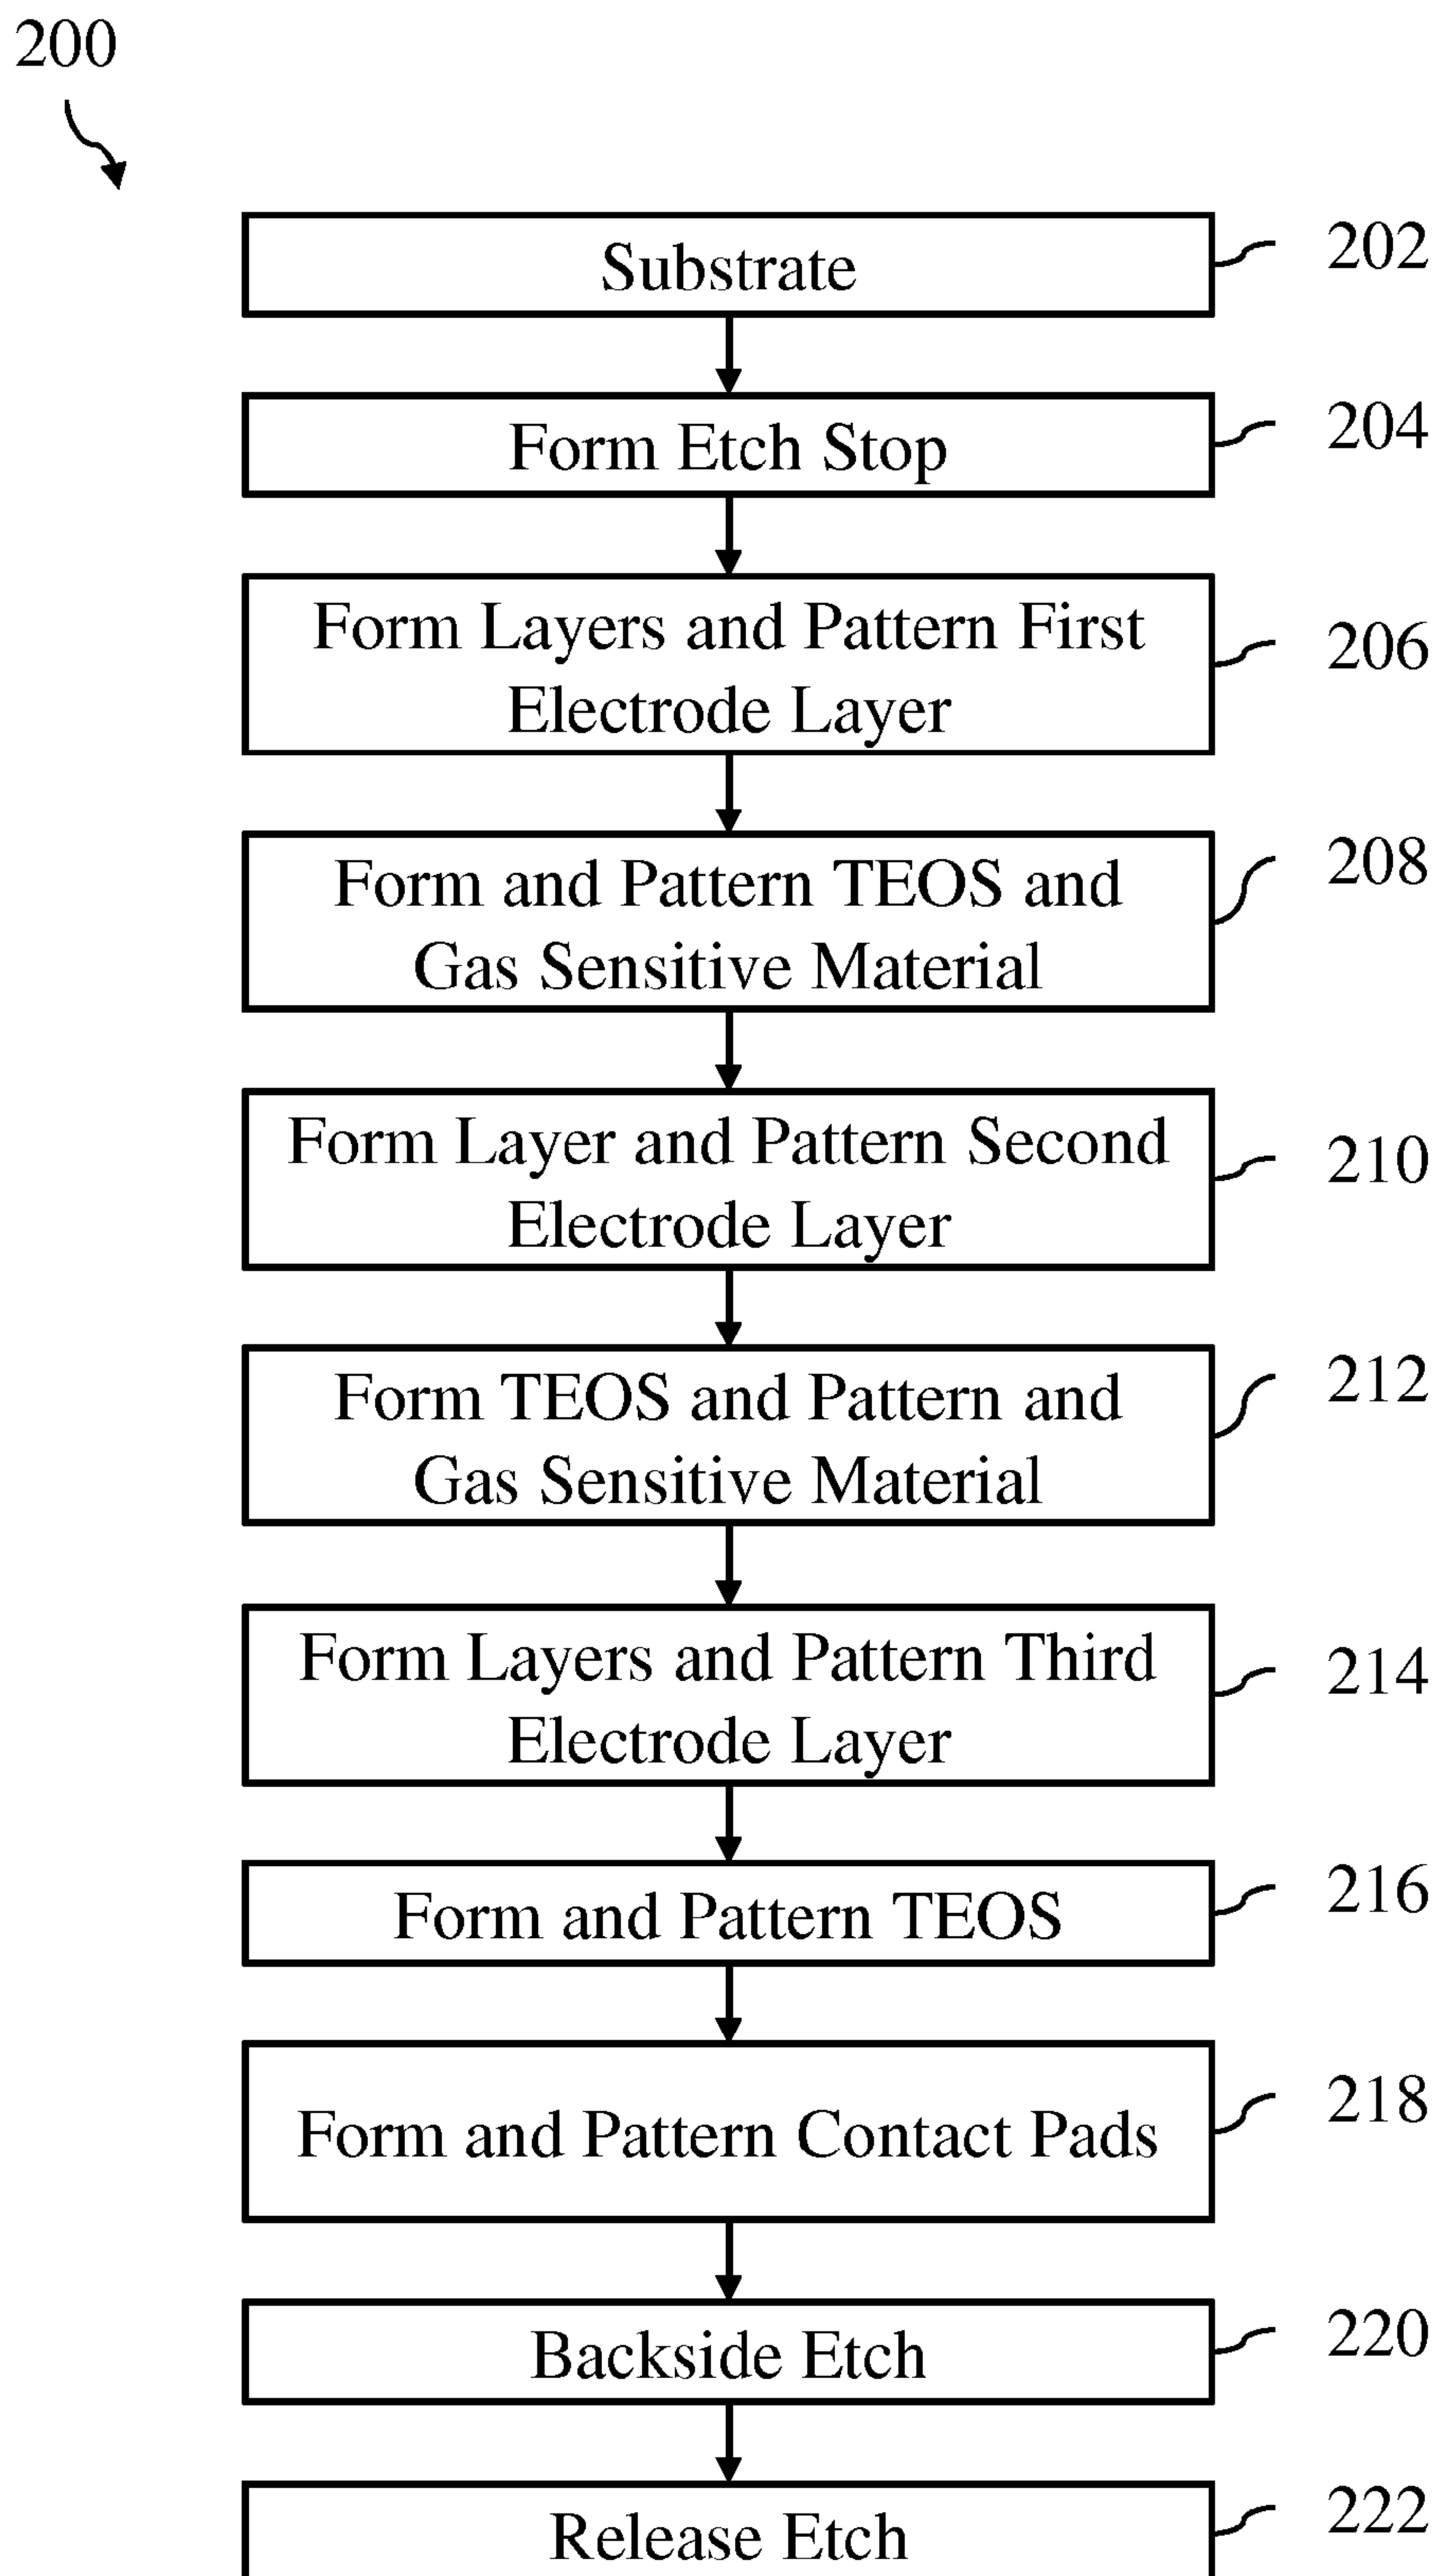 200
Substrate
202
Form Etch Stop
204
Form Layers and Pattern First
Electrode Layer
206
Form and Pattern TEOS and
Gas Sensitive Material
208
Form Layer and Pattern Second
Electrode Layer
210
Form TEOS and Pattern and
Gas Sensitive Material
212
Form Layers and Pattern Third
Electrode Layer
214
Form and Pattern TEOS
216
Form and Pattern Contact Pads
218
Backside Etch
220
Release Etch
222